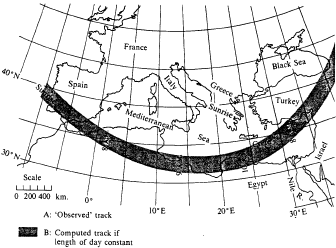 France
Black Sea
40°N
Spain
Italy
Greece
Sunrise
Turkey
Mediterranean
Sea
Israel
30°N
Egypt
Nile R.
0°
10°E
20°E
30°E
Scale
0 200 400 km.
A: 'Observed' track
B: Computed track if
length of day constant